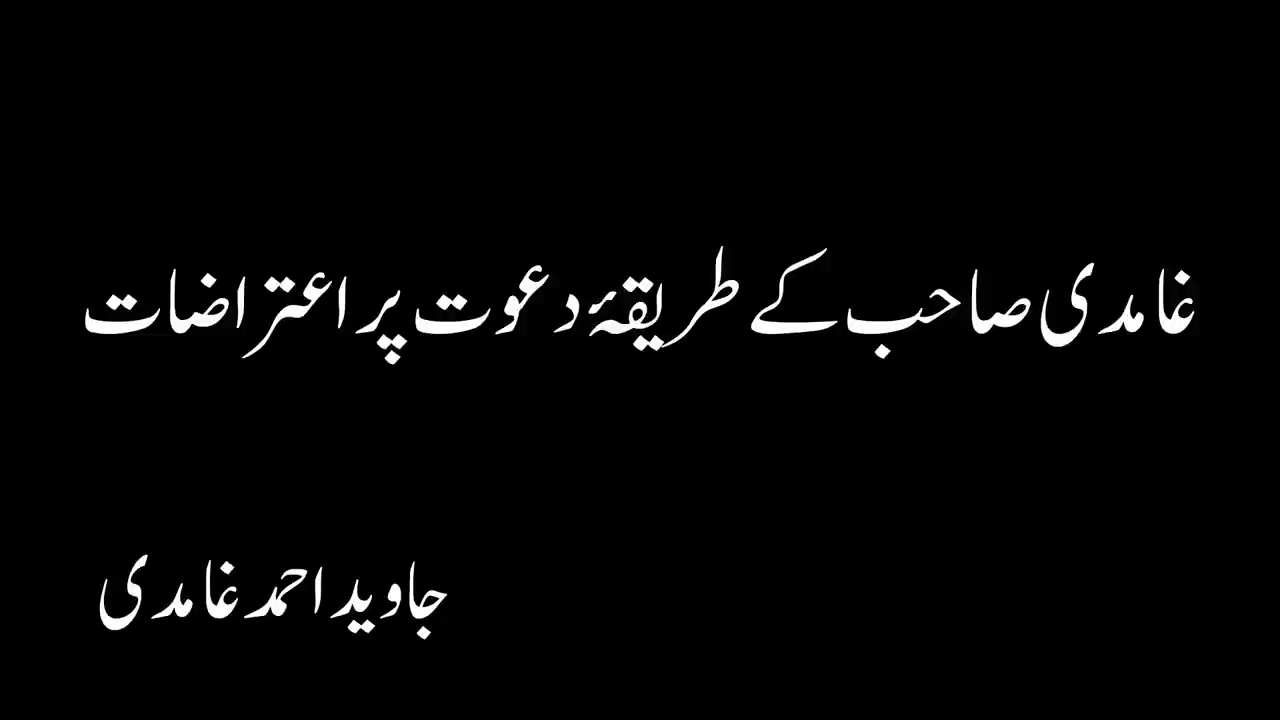 غامدی صاحب کے طریقۂ دعوت پر اعتراضات
جاوید احمد غامدی